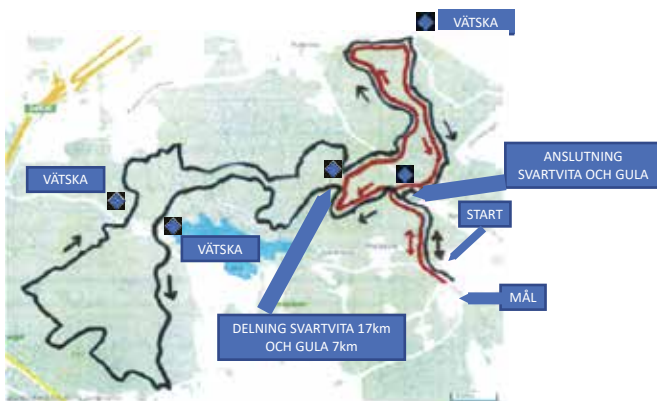 VÄTSKA
ANSLUTNING
SVARTVITA OCH GULA
VÄTSKA
START
VÄTSKA
MÅL
DELNING SVARTVITA 17km
OCH GULA 7km